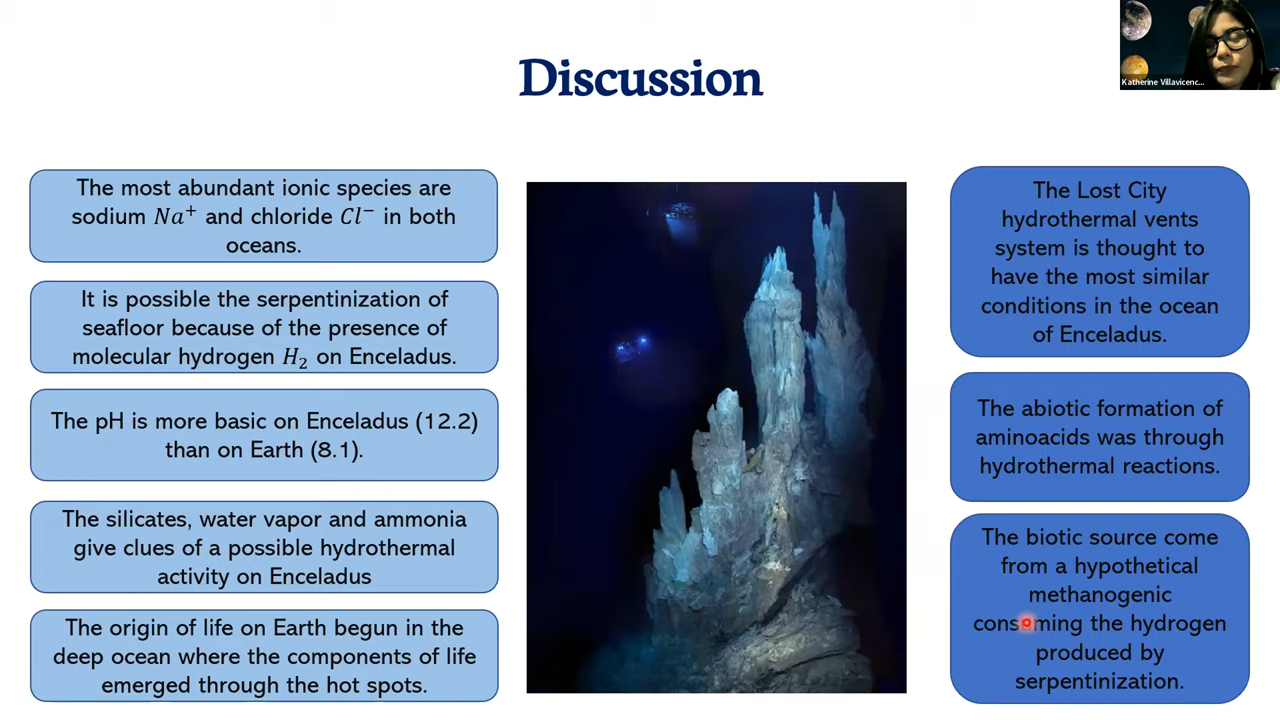 Discussion
Katherine Villavicenc...
The most abundant ionic species are
sodium Na⁺ and chloride Cl⁻ in both
oceans.
It is possible the serpentinization of
seafloor because of the presence of
molecular hydrogen H₂ on Enceladus.
The pH is more basic on Enceladus (12.2)
than on Earth (8.1).
The silicates, water vapor and ammonia
give clues of a possible hydrothermal
activity on Enceladus
The origin of life on Earth begun in the
deep ocean where the components of life
emerged through the hot spots.
The Lost City
hydrothermal vents
system is thought to
have the most similar
conditions in the ocean
of Enceladus.
The abiotic formation of
aminoacids was through
hydrothermal reactions.
The biotic source come
from a hypothetical
methanogenic
consuming the hydrogen
produced by
serpentinization.